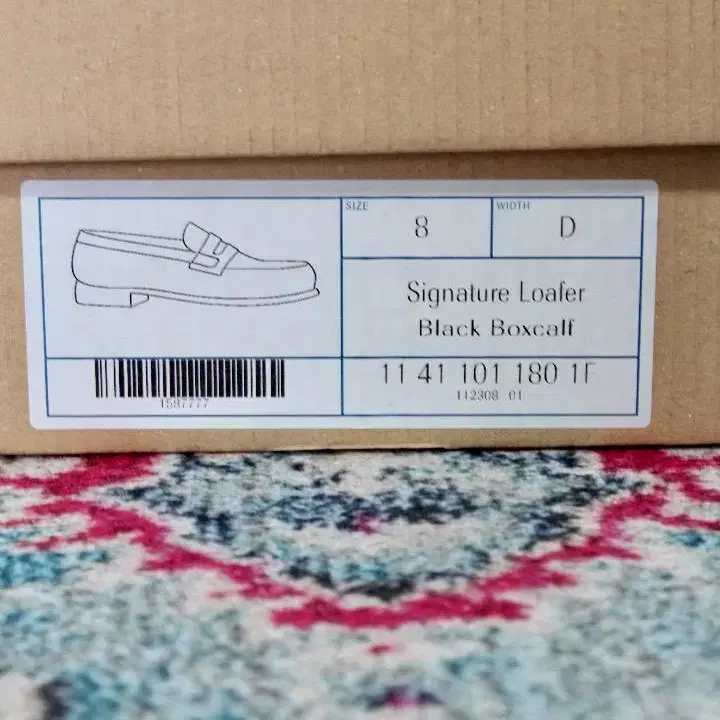 SIZE
8
WIDTH
D
Signature Loafer
Black Boxcalf
11 41 101 180 1F
112308 01
1587777